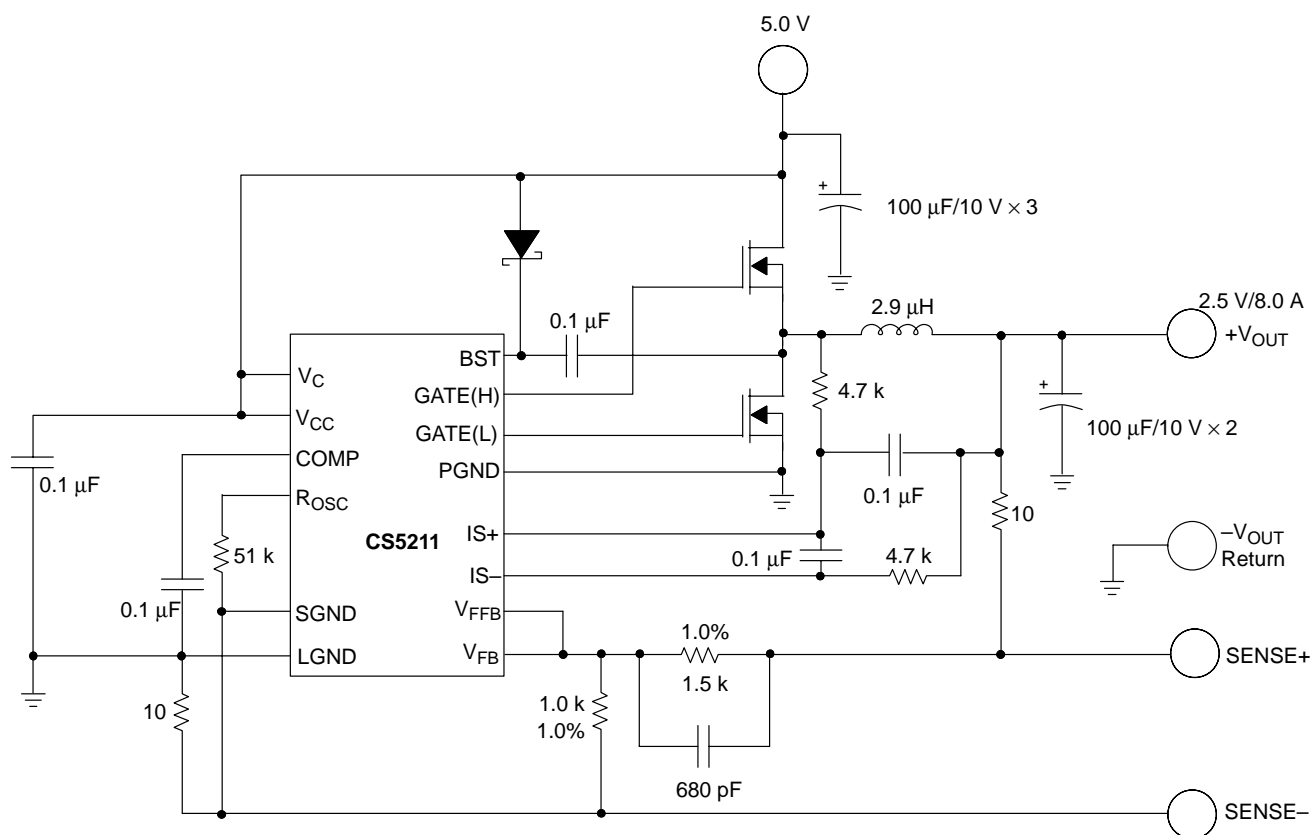 5.0 V
100 μF/10 V × 3
2.5 V/8.0 A
+VOUT
2.9 μH
0.1 μF
BST
VC
GATE(H)
4.7 k
VCC
GATE(L)
100 μF/10 V × 2
COMP
PGND
0.1 μF
0.1 μF
ROSC
10
IS+
CS5211
51 k
0.1 μF
4.7 k
–VOUT
Return
IS–
0.1 μF
SGND
VFFB
1.0%
LGND
VFB
SENSE+
1.5 k
10
1.0 k
1.0%
680 pF
SENSE–